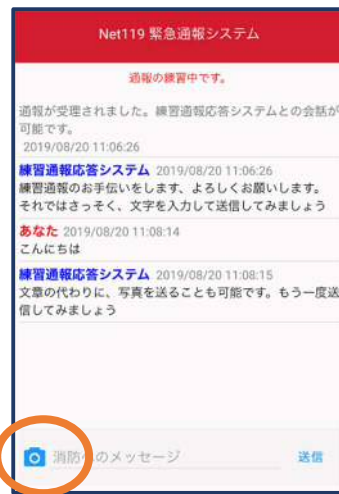 Net119 緊急通報システム
通報の練習中です。
通報が受理されました。練習通報応答システムとの会話が
可能です。
2019/08/20 11:06:26
練習通報応答システム 2019/08/20 11:06:26
練習通報のお手伝いをします、よろしくお願いします。
それではさっそく、文字を入力して送信してみましょう
あなた 2019/08/20 11:08:14
こんにちは
練習通報応答システム 2019/08/20 11:08:15
文章の代わりに、写真を送ることも可能です。もう一度送
信してみましょう
消防へのメッセージ 送信